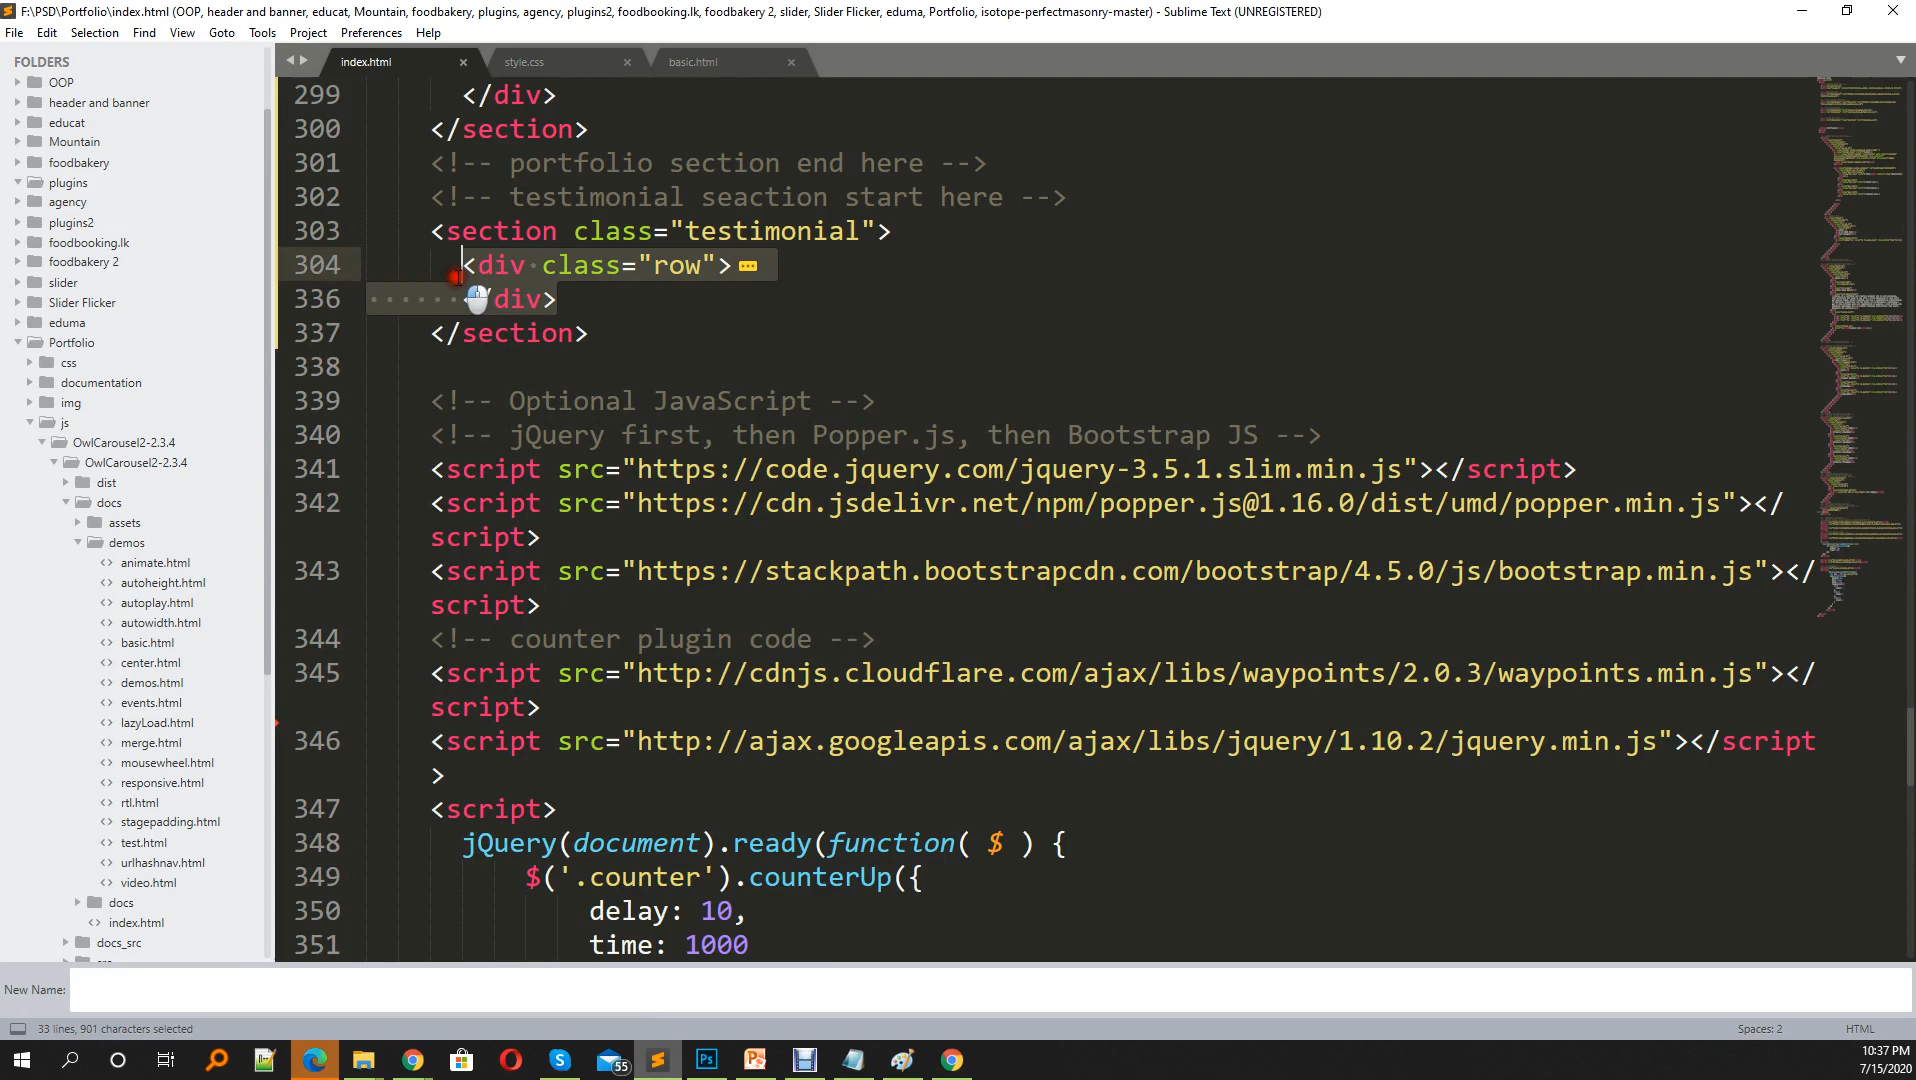 F:\PSD\Portfolio\index.html (OOP, header and banner, educat, Mountain, foodbakery, plugins, agency, plugins2, foodbooking.lk, foodbakery 2, slider, Slider Flicker, eduma, Portfolio, isotope-perfectmasonry-master) - Sublime Text (UNREGISTERED)
File Edit Selection Find View Goto Tools Project Preferences Help
FOLDERS
OOP
header and banner
educat
Mountain
foodbakery
plugins
agency
plugins2
foodbooking.lk
foodbakery 2
slider
Slider Flicker
eduma
Portfolio
css
documentation
img
js
OwlCarousel2-2.3.4
OwlCarousel2-2.3.4
dist
docs
assets
demos
animate.html
autoheight.html
autoplay.html
autowidth.html
basic.html
center.html
demos.html
events.html
lazyLoad.html
merge.html
mousewheel.html
responsive.html
rtl.html
stagepadding.html
test.html
urlhashnav.html
video.html
docs
index.html
docs_src
index.html style.css basic.html
299 </div>
300 </section>
301 <!-- portfolio section end here -->
302 <!-- testimonial seaction start here -->
303 <section class="testimonial">
304 <div class="row">
336 </div>
337 </section>
338
339 <!-- Optional JavaScript -->
340 <!-- jQuery first, then Popper.js, then Bootstrap JS -->
341 <script src="https://code.jquery.com/jquery-3.5.1.slim.min.js"></script>
342 <script src="https://cdn.jsdelivr.net/npm/popper.js@1.16.0/dist/umd/popper.min.js"></
script>
343 <script src="https://stackpath.bootstrapcdn.com/bootstrap/4.5.0/js/bootstrap.min.js"></
script>
344 <!-- counter plugin code -->
345 <script src="http://cdnjs.cloudflare.com/ajax/libs/waypoints/2.0.3/waypoints.min.js"></
script>
346 <script src="http://ajax.googleapis.com/ajax/libs/jquery/1.10.2/jquery.min.js"></script
>
347 <script>
348 jQuery(document).ready(function( $ ) {
349 $('.counter').counterUp({
350 delay: 10,
351 time: 1000
New Name:
33 lines, 901 characters selected
Spaces: 2
HTML
55
10:37 PM
7/15/2020